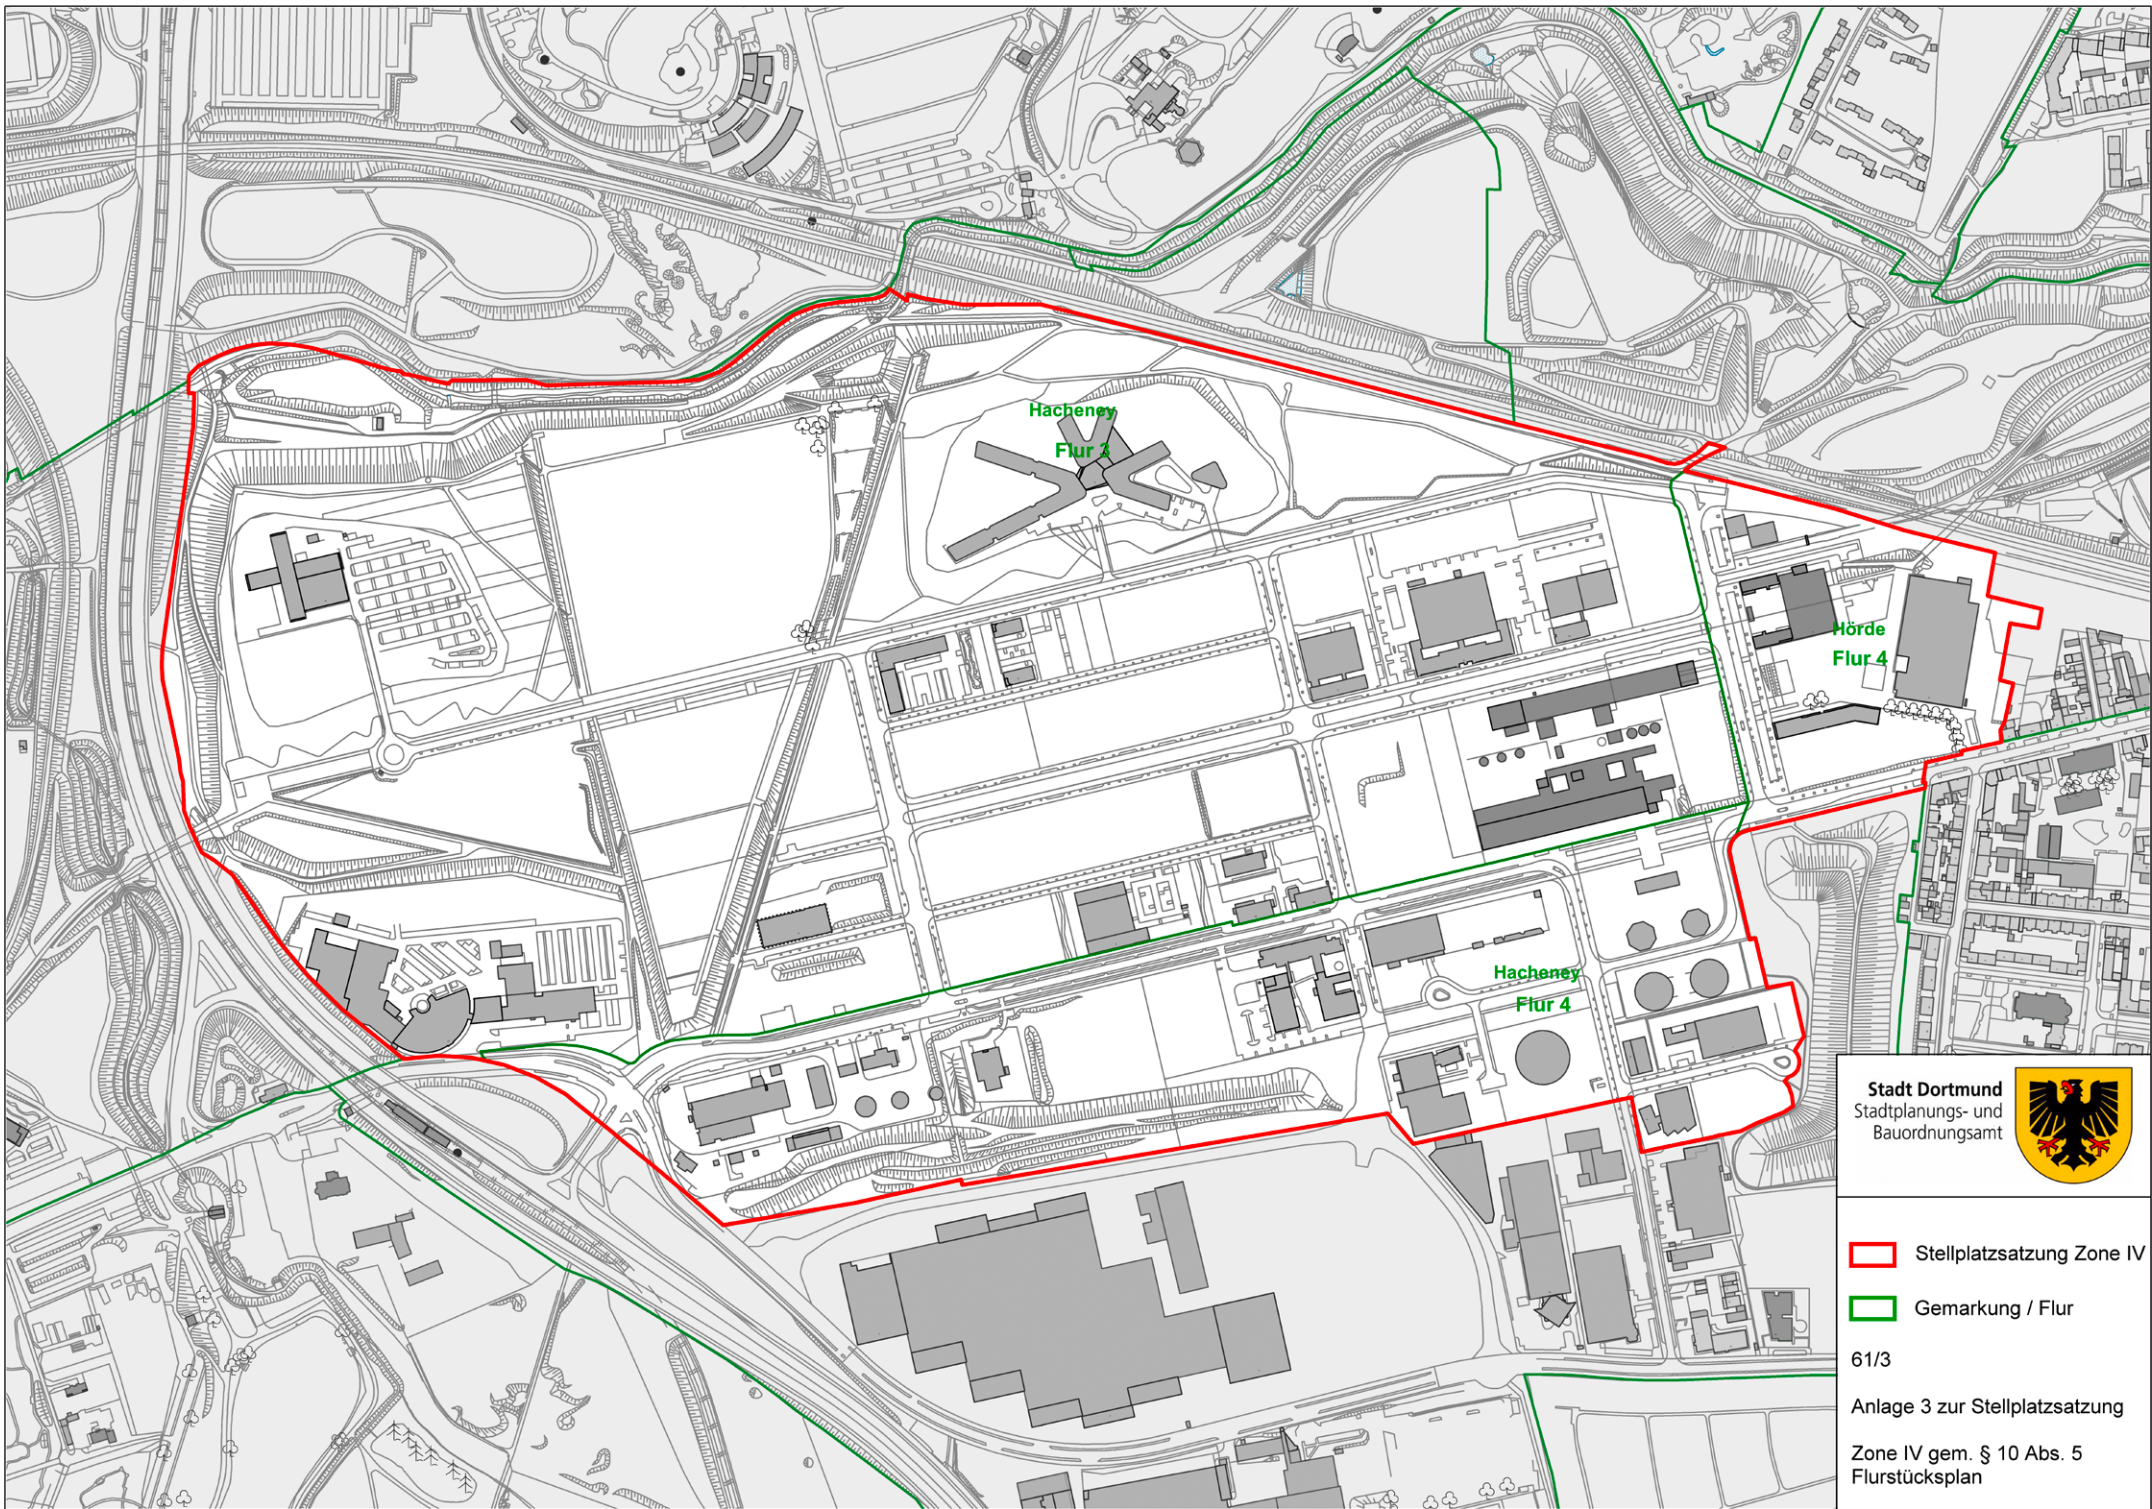 Hacheney
Flur 3
Hörde
Flur 4
Hacheney
Flur 4
Stadt Dortmund
Stadtplanungs- und
Bauordnungsamt
Stellplatzsatzung Zone IV
Gemarkung / Flur
61/3
Anlage 3 zur Stellplatzsatzung
Zone IV gem. § 10 Abs. 5
Flurstücksplan